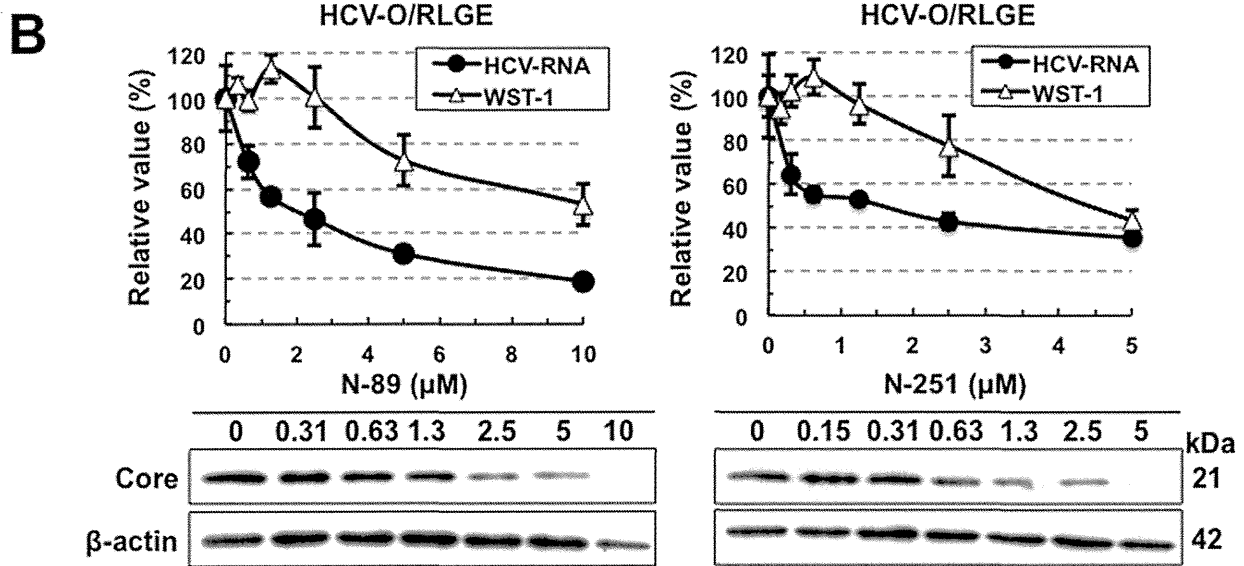 B
HCV-O/RLGE
Relative value (%)
120
100
80
60
40
20
0
HCV-RNA
WST-1
0 2 4 6 8 10
N-89 (μM)
HCV-O/RLGE
Relative value (%)
120
100
80
60
40
20
0
HCV-RNA
WST-1
0 1 2 3 4 5
N-251 (μM)
0 0.31 0.63 1.3 2.5 5 10
0 0.15 0.31 0.63 1.3 2.5 5 kDa
Core 21
β-actin 42